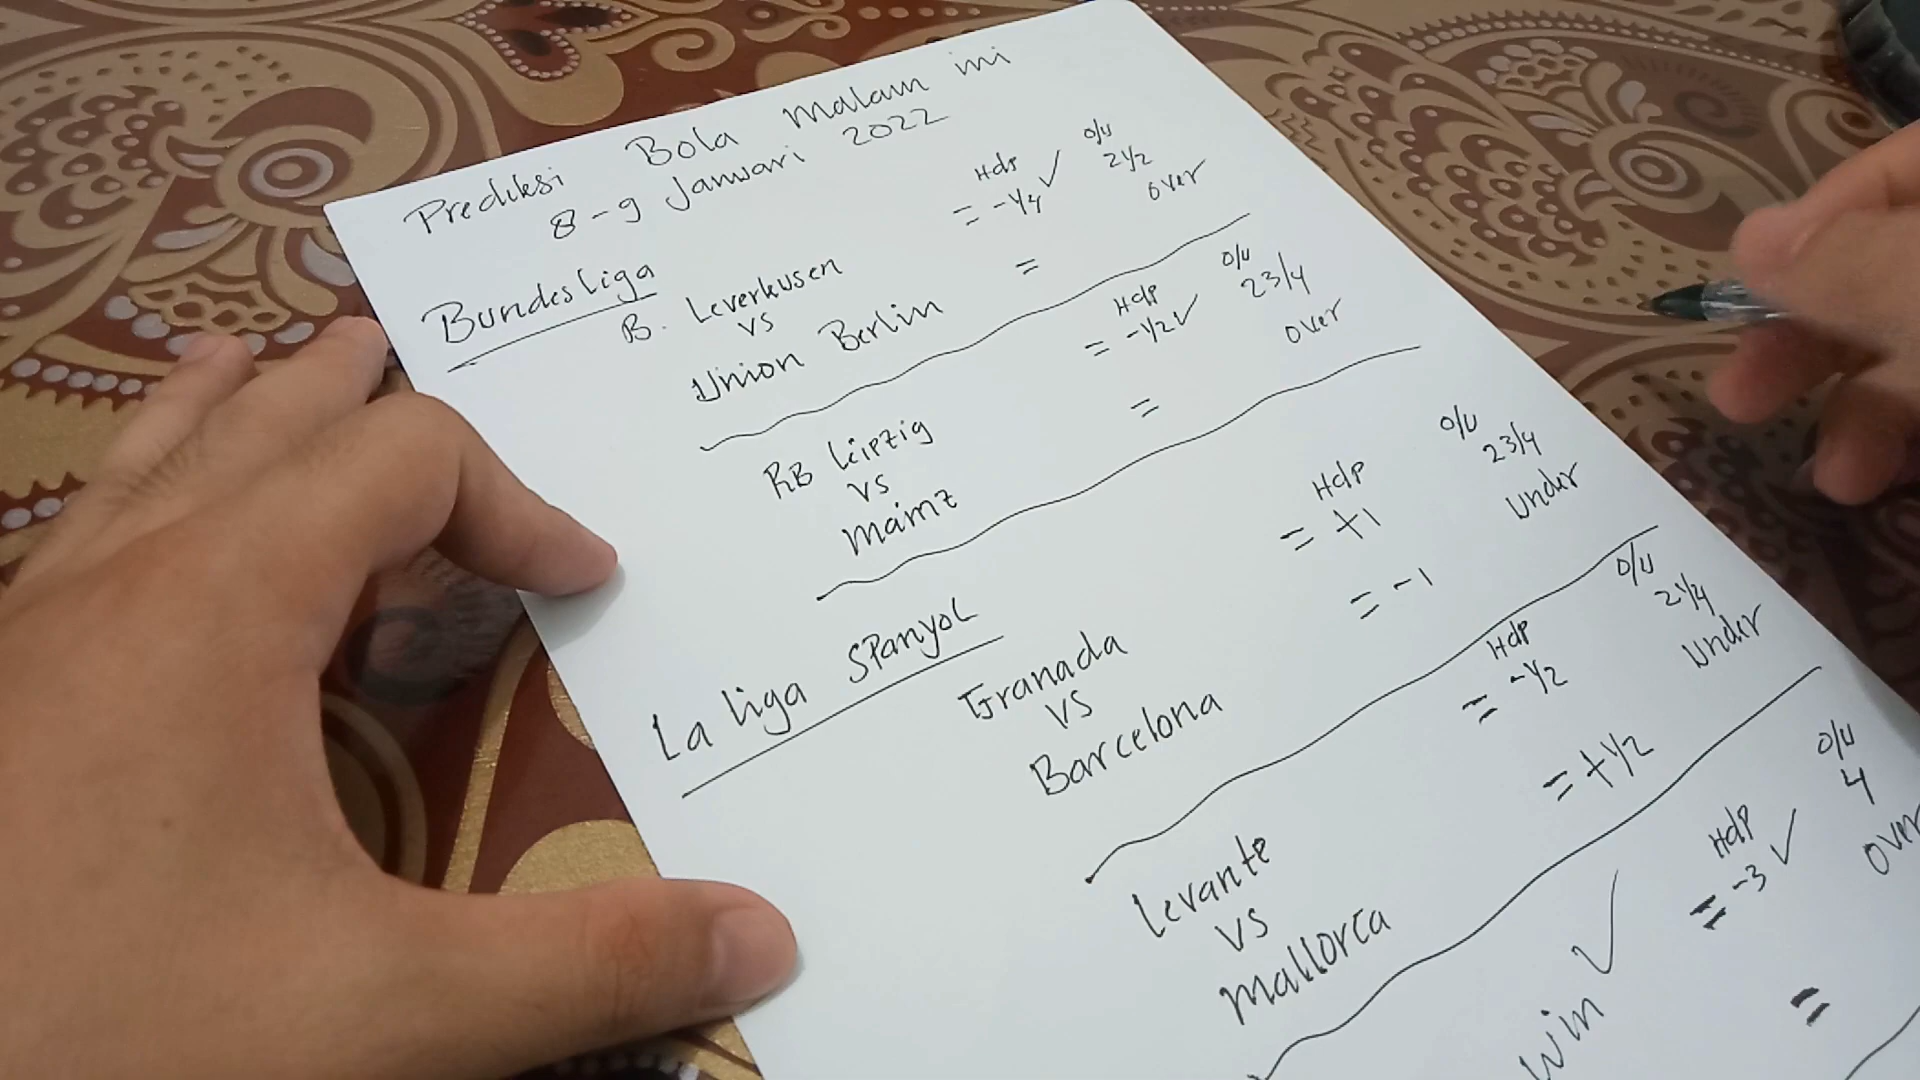 Prediksi Bola Malam ini
8-9 Januari 2022
Bundesliga
Hdp O/U
B. Leverkusen = -1/4 ✓ 2 1/2
vs Over
Union Berlin =
Hdp O/U
RB Leipzig = -1/2 ✓ 2 3/4
vs Over
Mainz =
La liga Spanyol
Hdp O/U
Granada = +1 2 3/4
vs Under
Barcelona = -1
Hdp O/U
Levante = -1/2 2 1/4
vs Under
Mallorca = +1/2
Hdp O/U
Win ✓ = -3 ✓ 4
Over
=